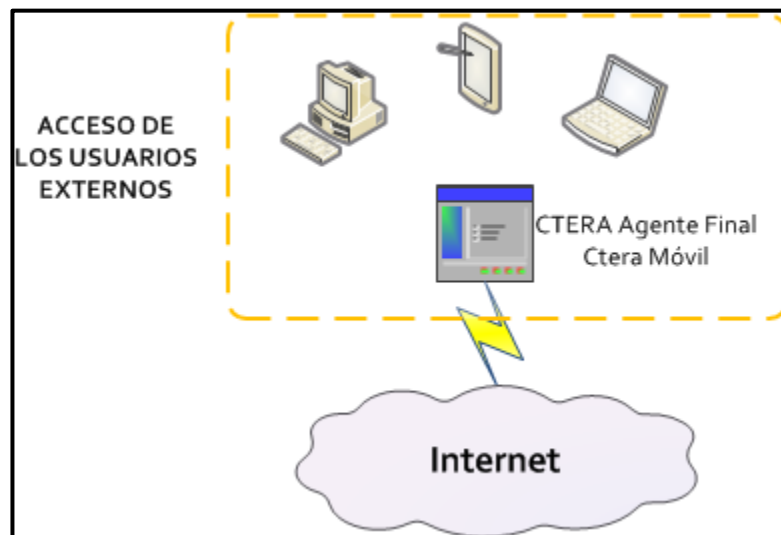 ACCESO DE
LOS USUARIOS
EXTERNOS
CTERA Agente Final
Ctera Móvil
Internet